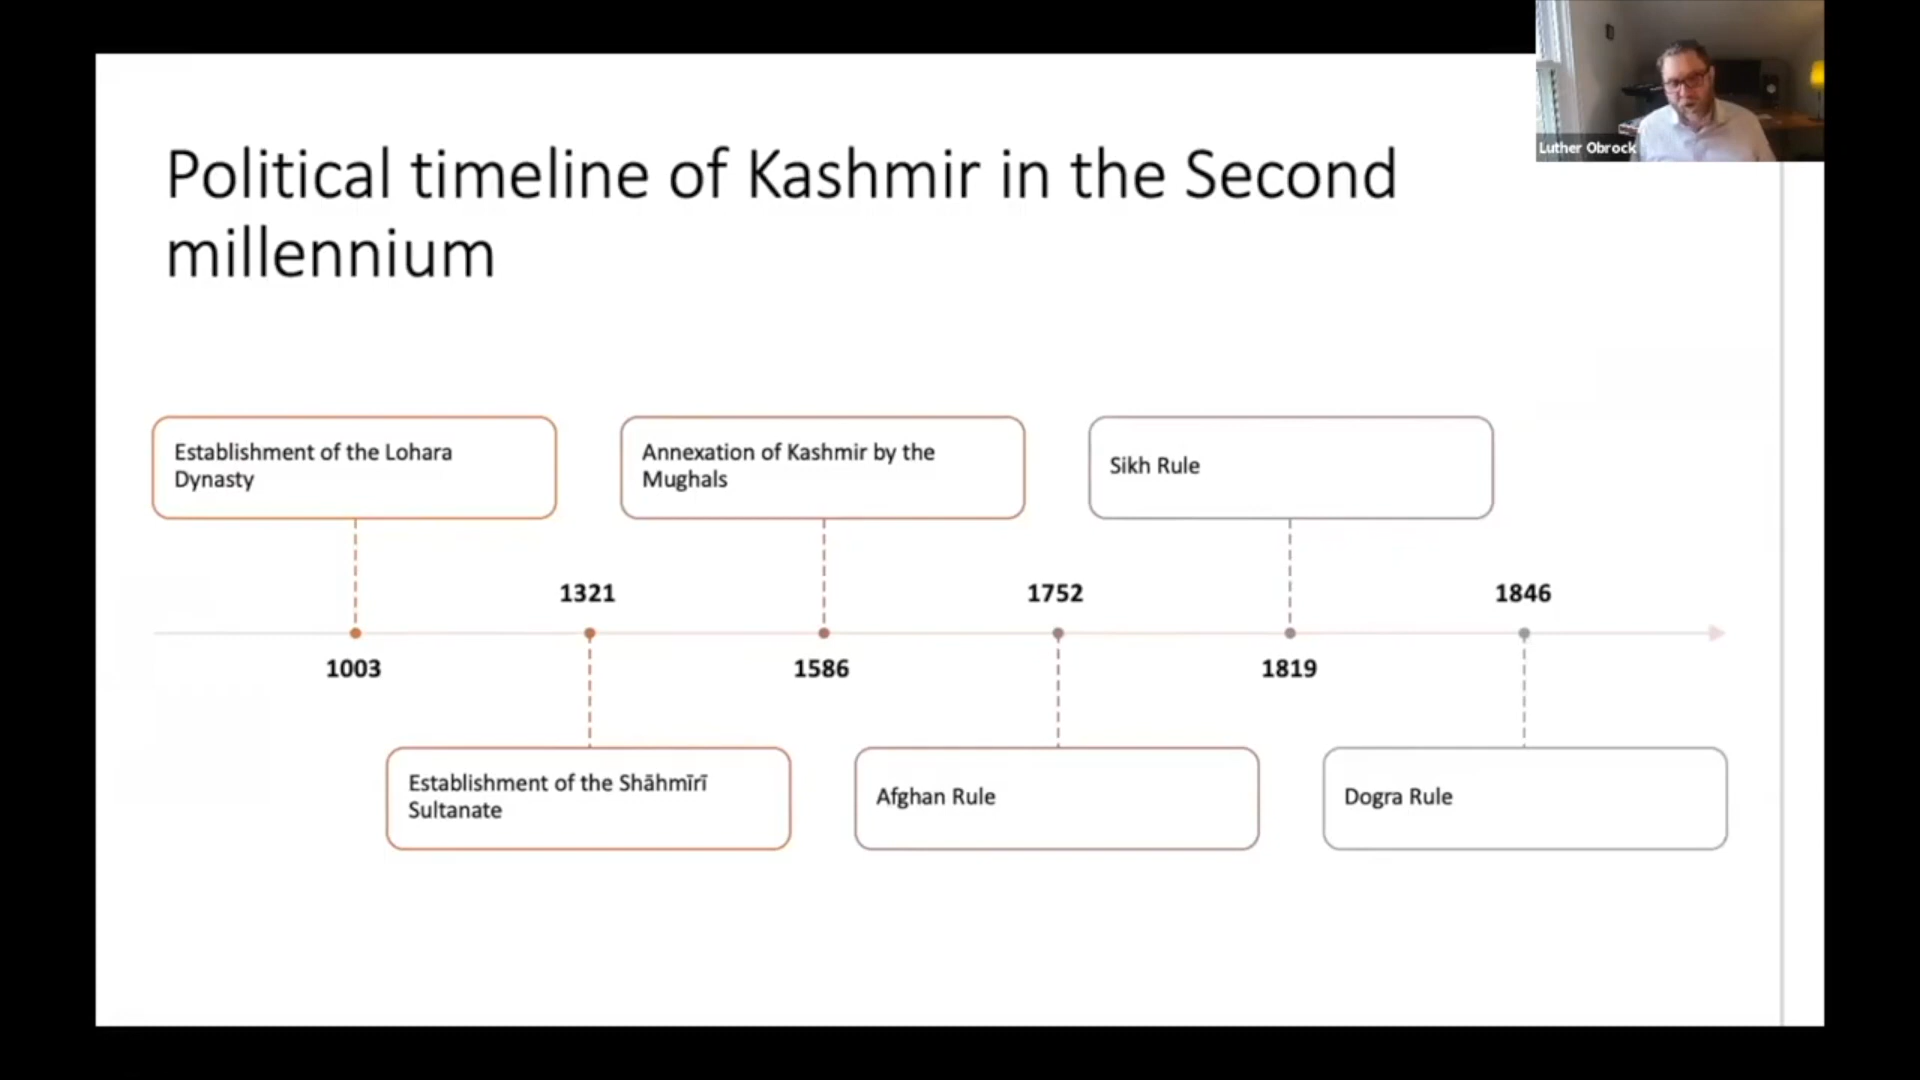 Luther Obrock
Political timeline of Kashmir in the Second
millennium
Establishment of the Lohara
Dynasty
Annexation of Kashmir by the
Mughals
Sikh Rule
1321
1752
1846
1003
1586
1819
Establishment of the Shāhmīrī
Sultanate
Afghan Rule
Dogra Rule